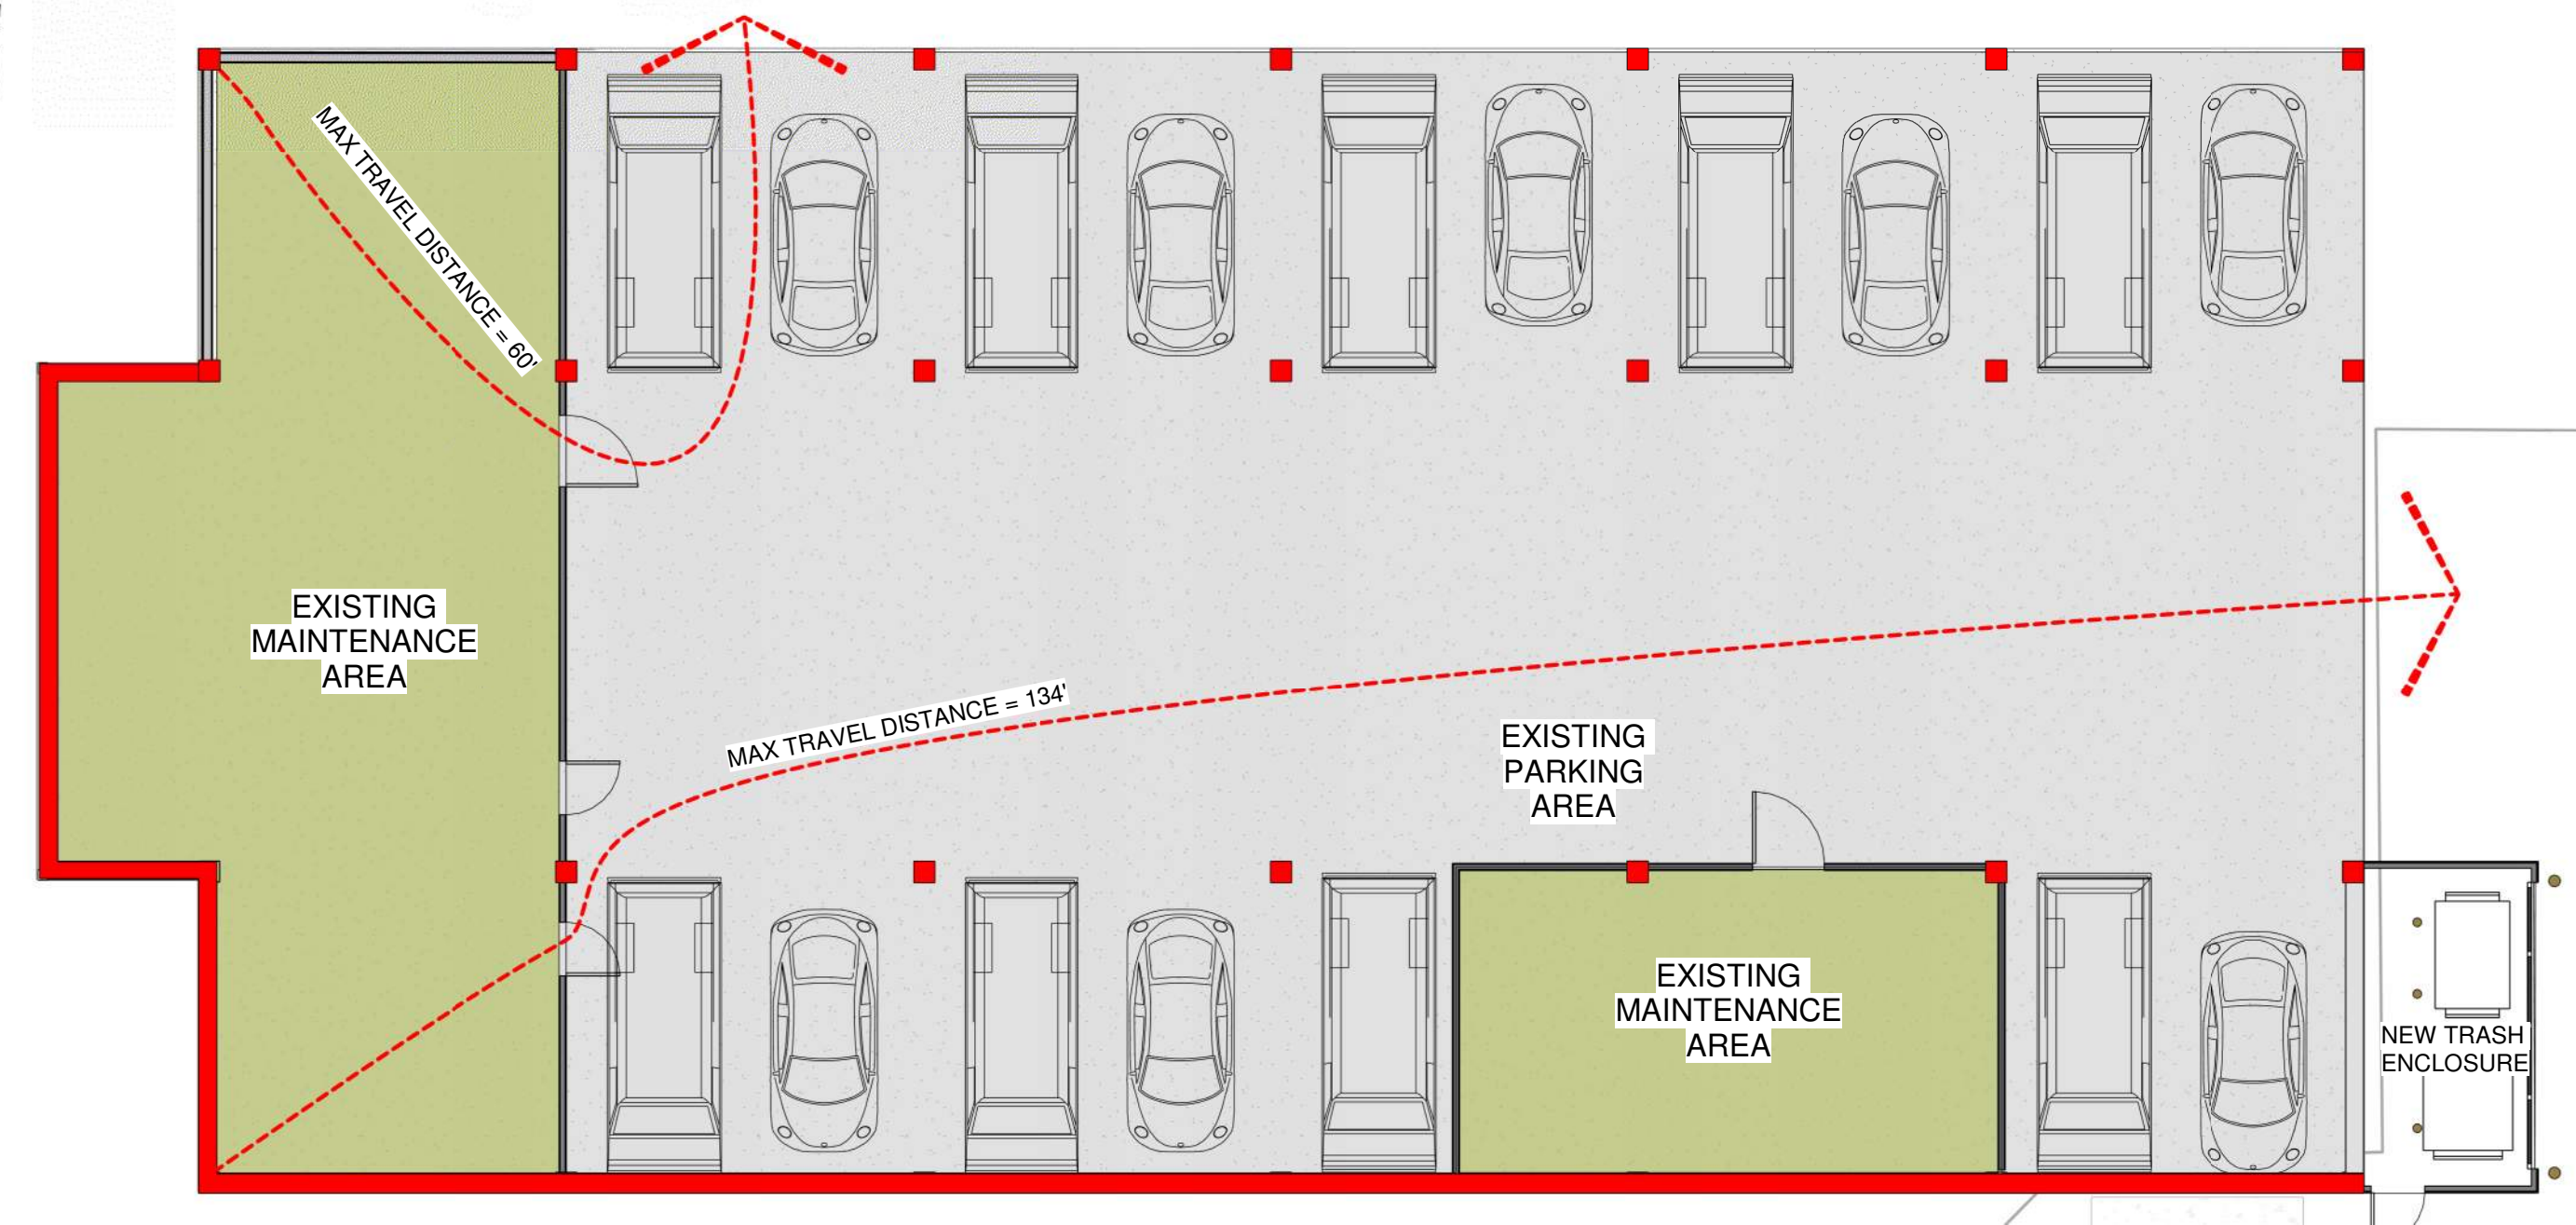 MAX TRAVEL DISTANCE = 60'
EXISTING
MAINTENANCE
AREA
MAX TRAVEL DISTANCE = 134'
EXISTING
PARKING
AREA
EXISTING
MAINTENANCE
AREA
NEW TRASH
ENCLOSURE